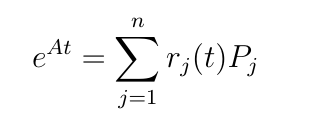 e^{At} = \sum_{j=1}^{n} r_j(t) P_j